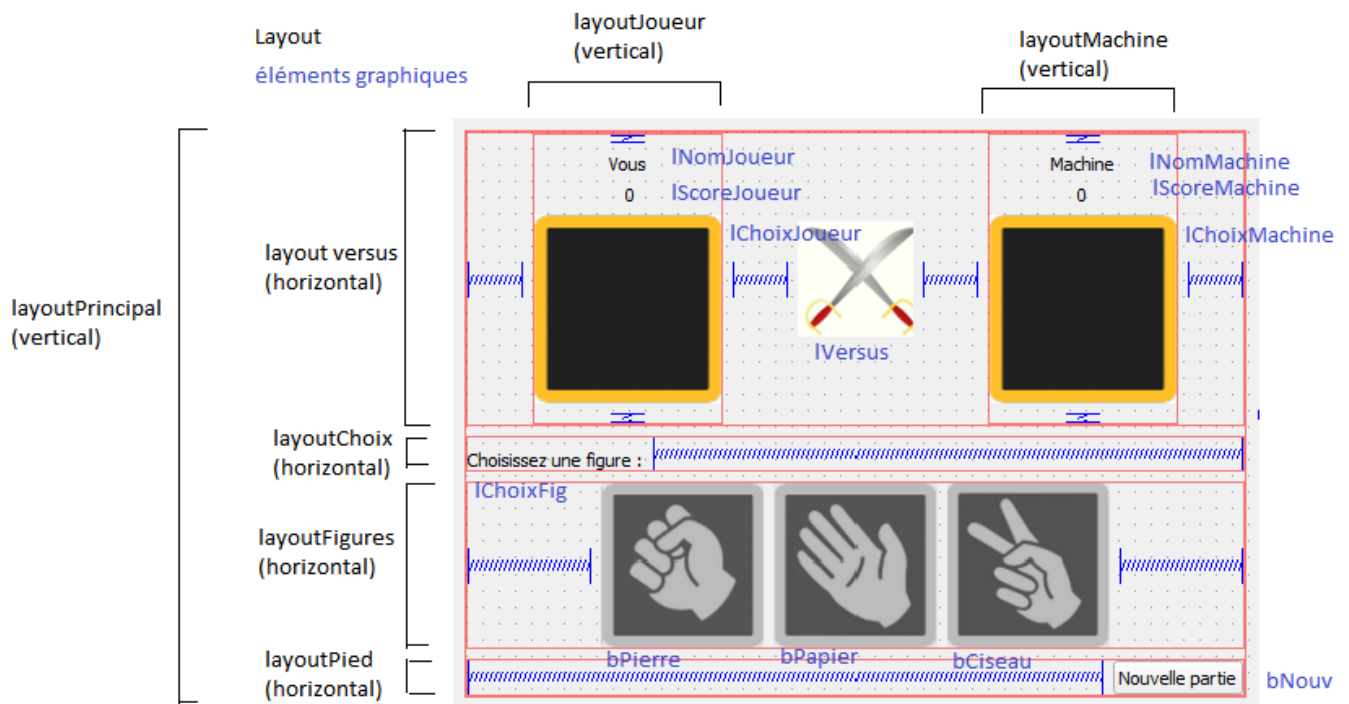 Layout
éléments graphiques
layoutJoueur
(vertical)
layoutMachine
(vertical)
layoutPrincipal
(vertical)
layout versus
(horizontal)
Vous
lNomJoueur
0
lScoreJoueur
lChoixJoueur
lVersus
Machine
lNomMachine
0
lScoreMachine
lChoixMachine
layoutChoix
(horizontal)
Choisissez une figure :
lChoixFig
layoutFigures
(horizontal)
bPierre
bPapier
bCiseau
layoutPied
(horizontal)
Nouvelle partie
bNouv